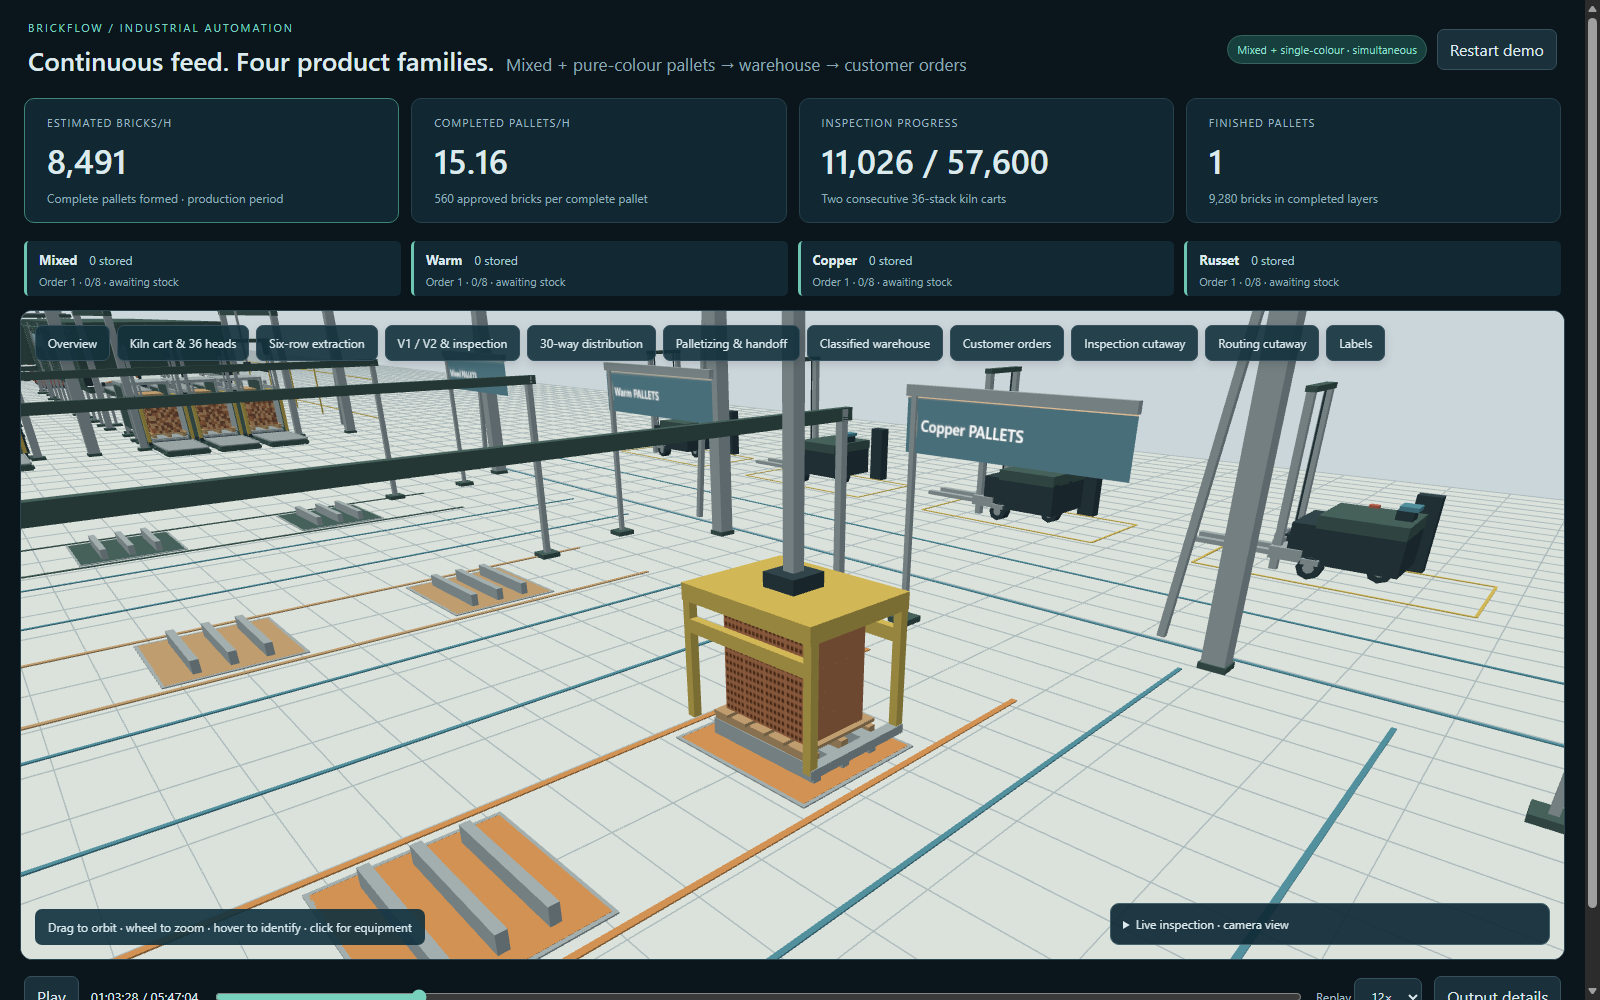 BRICKFLOW / INDUSTRIAL AUTOMATION
Continuous feed. Four product families. Mixed + pure-colour pallets → warehouse → customer orders
Mixed + single-colour · simultaneous
Restart demo
ESTIMATED BRICKS/H
8,491
Complete pallets formed · production period
COMPLETED PALLETS/H
15.16
560 approved bricks per complete pallet
INSPECTION PROGRESS
11,026 / 57,600
Two consecutive 36-stack kiln carts
FINISHED PALLETS
1
9,280 bricks in completed layers
Mixed 0 stored
Order 1 · 0/8 · awaiting stock
Warm 0 stored
Order 1 · 0/8 · awaiting stock
Copper 0 stored
Order 1 · 0/8 · awaiting stock
Russet 0 stored
Order 1 · 0/8 · awaiting stock
Overview
Kiln cart & 36 heads
Six-row extraction
V1 / V2 & inspection
30-way distribution
Palletizing & handoff
Classified warehouse
Customer orders
Inspection cutaway
Routing cutaway
Labels
Mixed PALLETS
Warm PALLETS
Copper PALLETS
Drag to orbit · wheel to zoom · hover to identify · click for equipment
▸ Live inspection · camera view
Play
01:03:28 / 05:47:04
Replay
12×
Output details